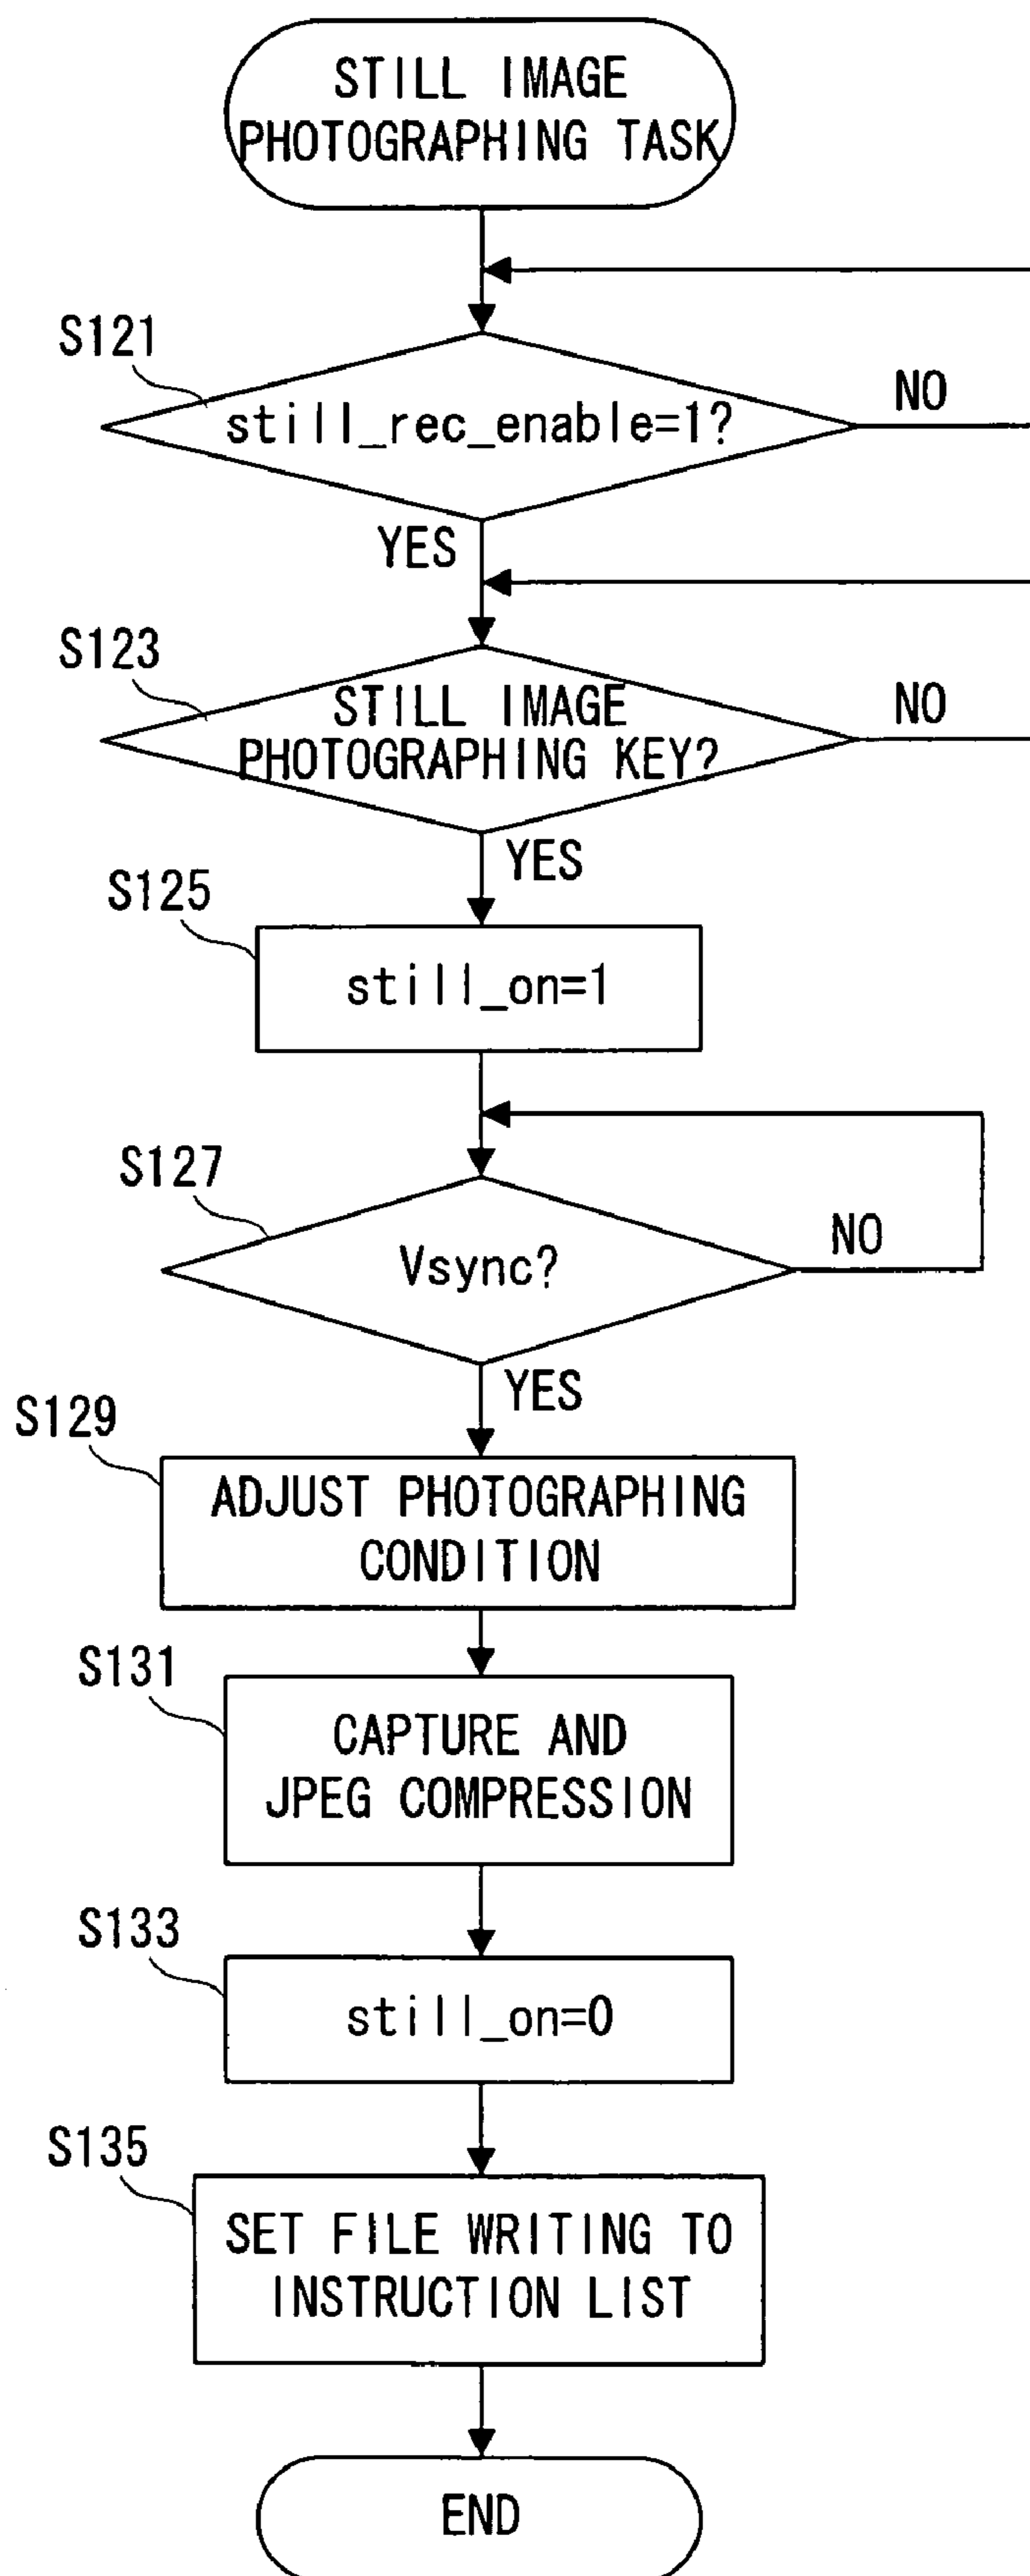 STILL IMAGE
PHOTOGRAPHING TASK
S121
still_rec_enable=1?
NO
YES
S123
STILL IMAGE
PHOTOGRAPHING KEY?
NO
YES
S125
still_on=1
S127
Vsync?
NO
YES
S129
ADJUST PHOTOGRAPHING
CONDITION
S131
CAPTURE AND
JPEG COMPRESSION
S133
still_on=0
S135
SET FILE WRITING TO
INSTRUCTION LIST
END